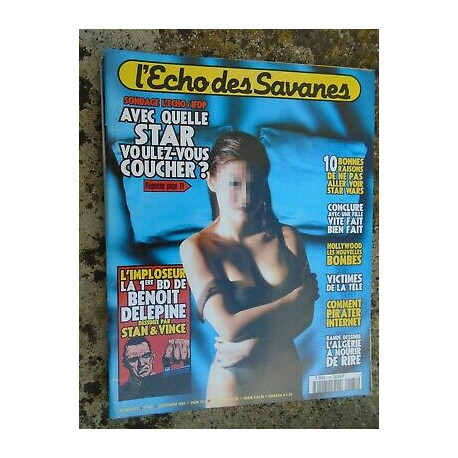 l'Echo des Savanes
SONDAGE L'ECHO/IFOP
AVEC QUELLE
STAR
VOULEZ-VOUS
COUCHER ?
Réponse page 11
10 BONNES
RAISONS
DE NE PAS
ALLER VOIR
STAR WARS
CONCLURE
AVEC UNE FILLE
VITE FAIT
BIEN FAIT
HOLLYWOOD
LES NOUVELLES
BOMBES
VICTIMES
DE LA TÉLÉ
COMMENT
PIRATER
INTERNET
BANDE DESSINÉE
L'ALGÉRIE
À MOURIR
DE RIRE
L'IMPLOSEUR
LA 1ERE BD DE
BENOIT
DELEPINE
DESSINÉE PAR
STAN & VINCE